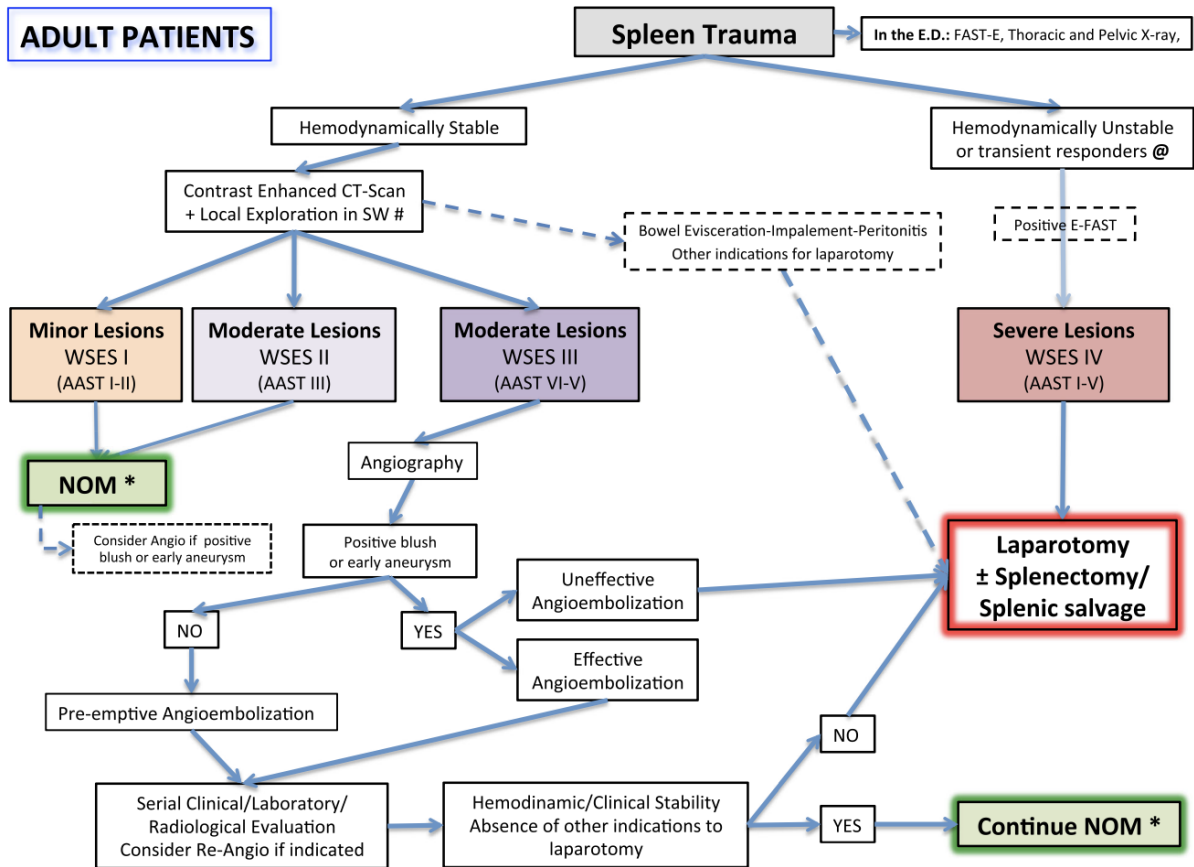 ADULT PATIENTS
Spleen Trauma
In the E.D.: FAST-E, Thoracic and Pelvic X-ray,
Hemodynamically Stable
Hemodynamically Unstable
or transient responders @
Contrast Enhanced CT-Scan
+ Local Exploration in SW #
Bowel Evisceration-Impalement-Peritonitis
Other indications for laparotomy
Positive E-FAST
Minor Lesions
WSES I
(AAST I-II)
Moderate Lesions
WSES II
(AAST III)
Moderate Lesions
WSES III
(AAST VI-V)
Severe Lesions
WSES IV
(AAST I-V)
NOM *
Angiography
Consider Angio if positive
blush or early aneurysm
Positive blush
or early aneurysm
Uneffective
Angioembolization
Laparotomy
± Splenectomy/
Splenic salvage
NO
YES
Effective
Angioembolization
Pre-emptive Angioembolization
NO
Serial Clinical/Laboratory/
Radiological Evaluation
Consider Re-Angio if indicated
Hemodinamic/Clinical Stability
Absence of other indications to
laparotomy
YES
Continue NOM *